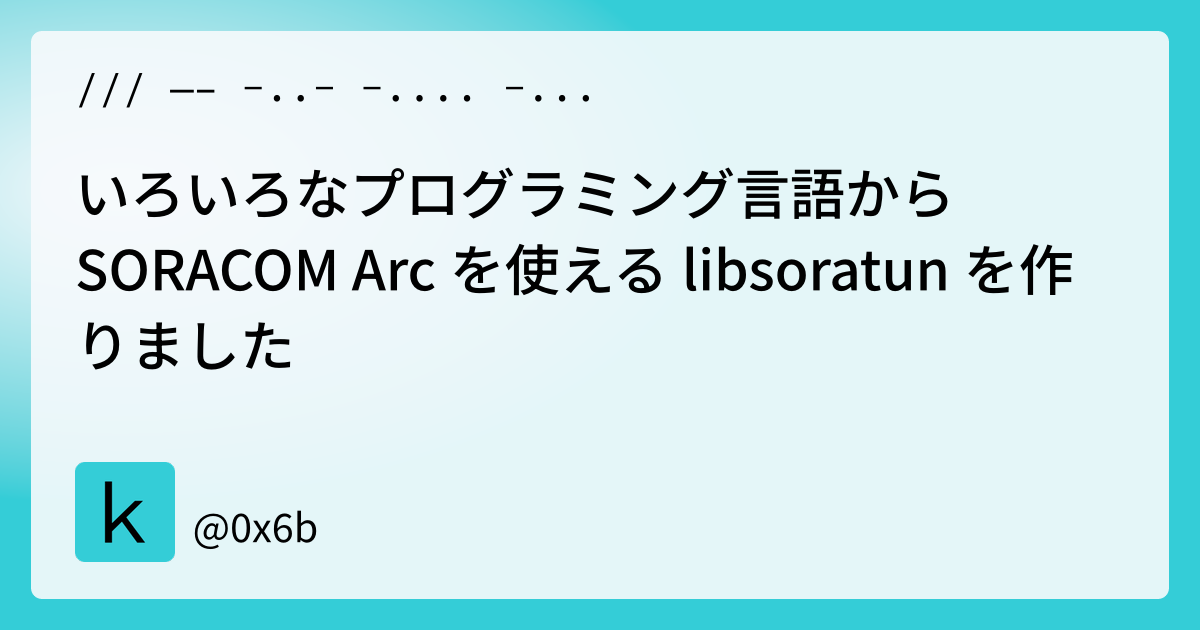 /// —— -..- -.... -...
いろいろなプログラミング言語から
SORACOM Arc を使える libsoratun を作
りました
k
@0x6b